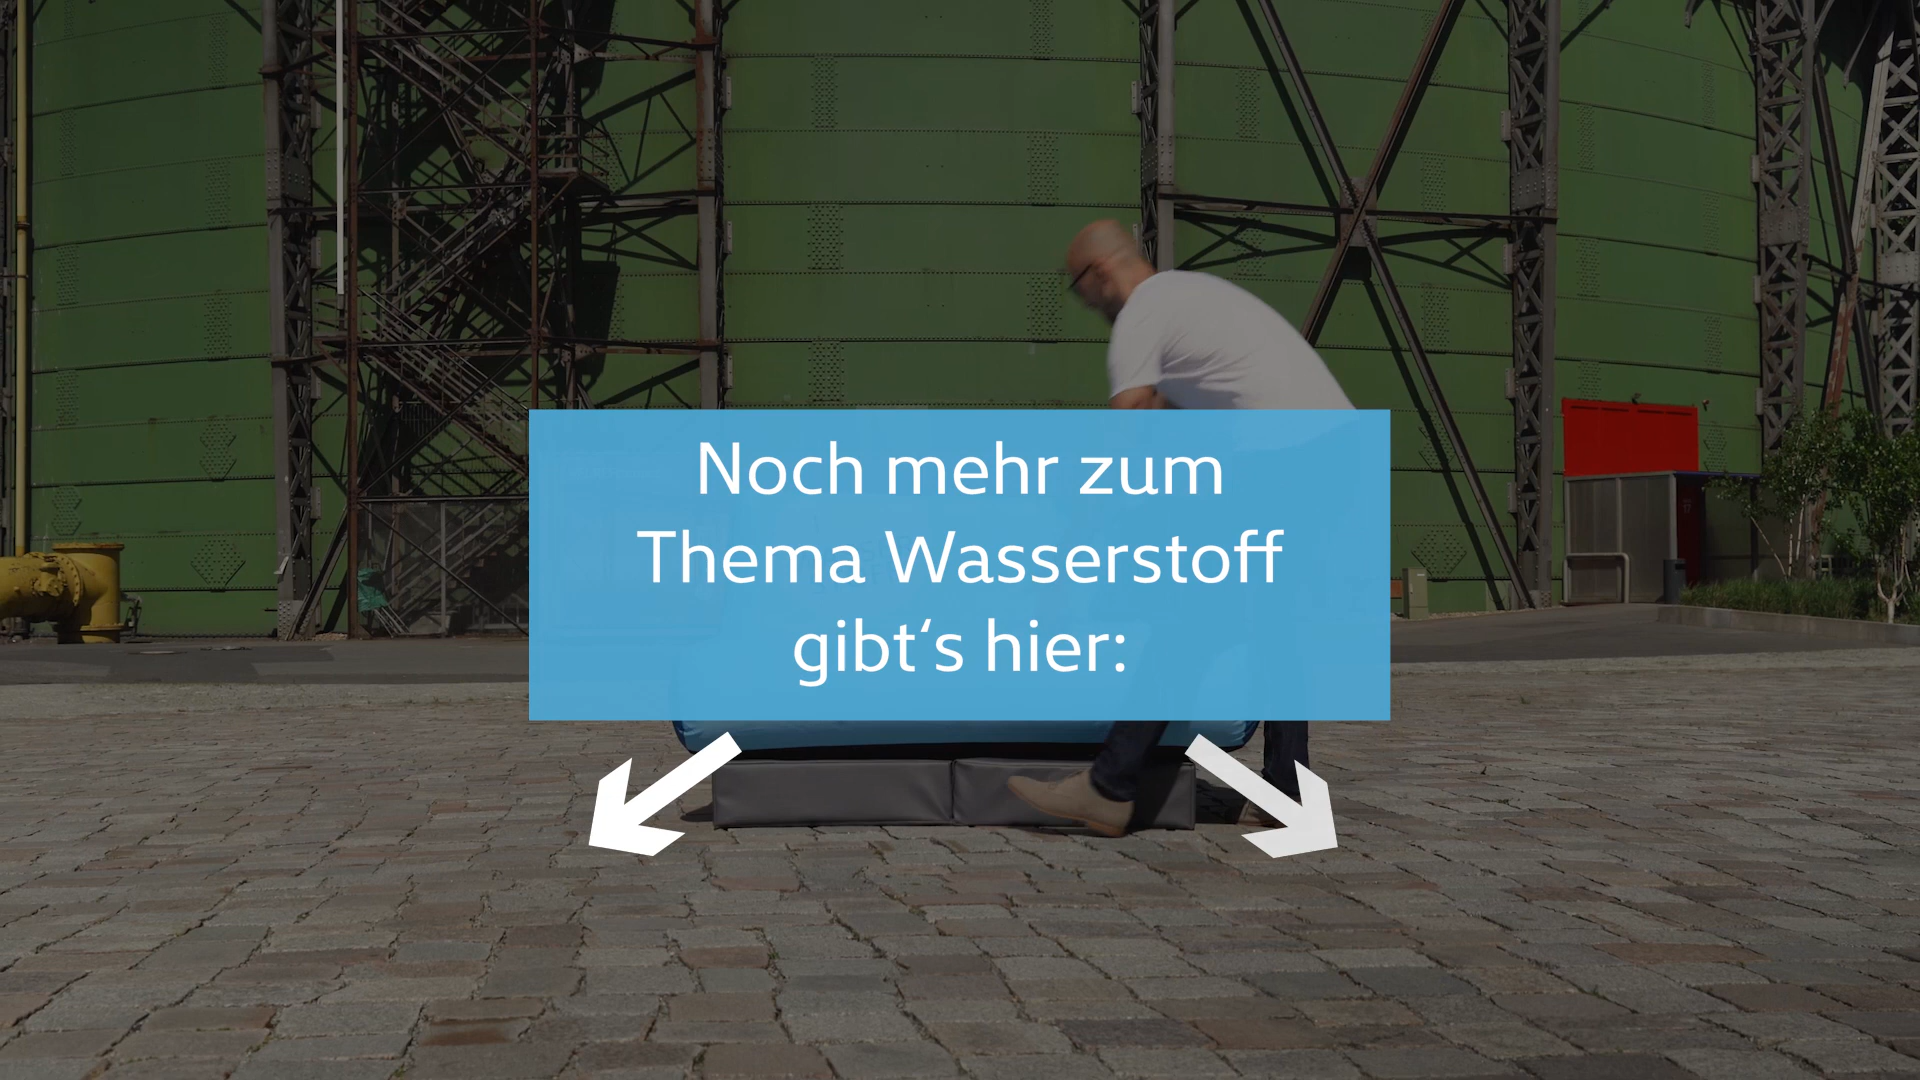 Noch mehr zum
Thema Wasserstoff
gibt‘s hier: